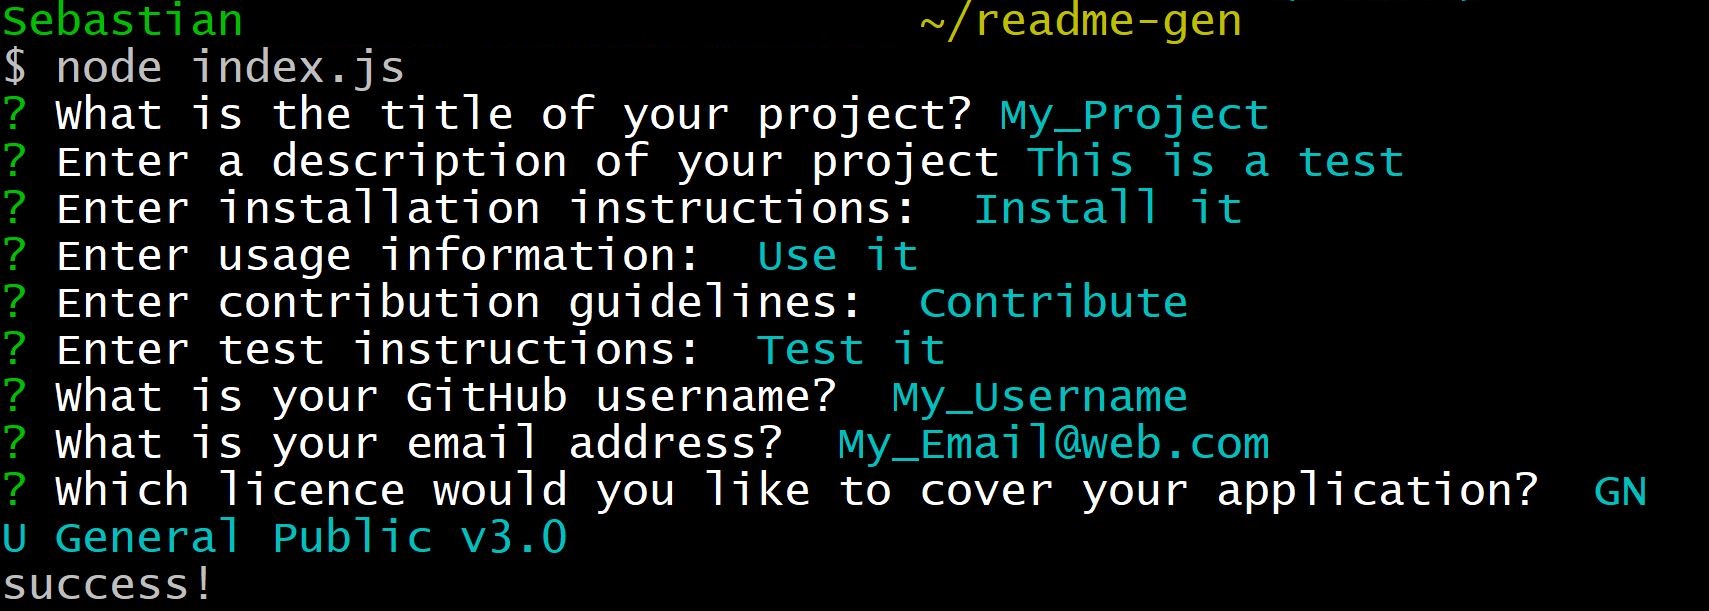 Sebastian ~/readme-gen
$ node index.js
? What is the title of your project? My_Project
? Enter a description of your project This is a test
? Enter installation instructions:  Install it
? Enter usage information:  Use it
? Enter contribution guidelines:  Contribute
? Enter test instructions:  Test it
? What is your GitHub username?  My_Username
? What is your email address?  My_Email@web.com
? Which licence would you like to cover your application?  GN
U General Public v3.0
success!